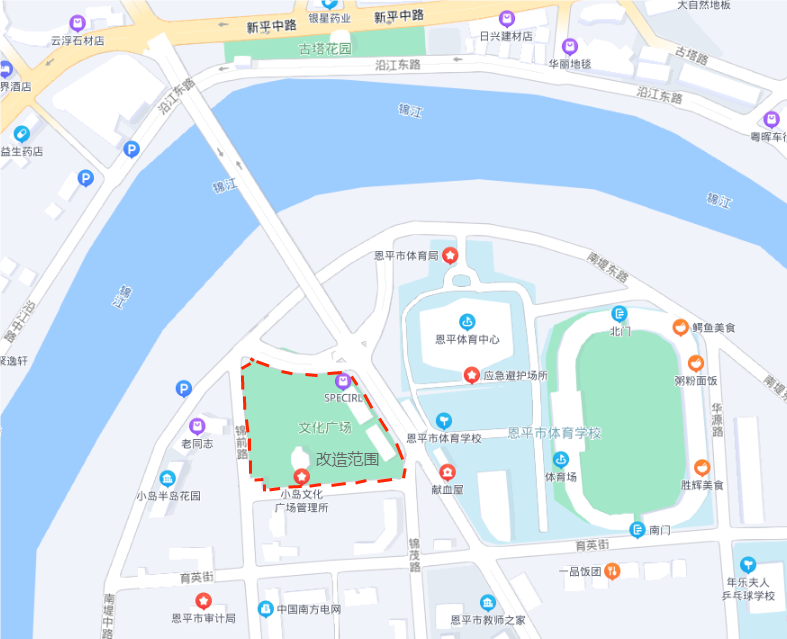 大自然地板
银星药业
新平中路
新平中路
云浮石材店
日兴建材店
古塔花园
古塔路
华丽地毯
沿江东路
界酒店
沿江东路
沿江东路
锦江
粤晖车行
益生药店
P
P
锦江
锦江
恩平市体育局
南堤东路
锦江
沿江中路
北门
鳄鱼美食
恩平体育中心
聚逸轩
应急避护场所
粥粉面饭
P
SPECIRL
南堤东
华源路
文化广场
恩平市体育学校
恩平市体育学校
老同志
锦前路
改造范围
体育场
胜辉美食
小岛半岛花园
献血屋
小岛文化
广场管理所
南门
锦茂路
育英街
一品饭团
育英街
年乐夫人
乒乓球学校
南堤中路
恩平市审计局
中国南方电网
恩平市教师之家